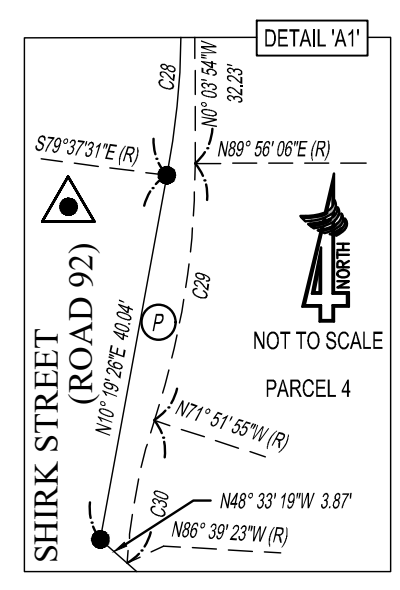 DETAIL 'A1'
C28
N0° 03' 54"W
32.23'
S79°37'31"E (R)
N89° 56' 06"E (R)
4
NORTH
C29
P
NOT TO SCALE
N10° 19' 26"E 40.04'
SHIRK STREET
(ROAD 92)
PARCEL 4
N71° 51' 55"W (R)
C30
N48° 33' 19"W 3.87'
N86° 39' 23"W (R)